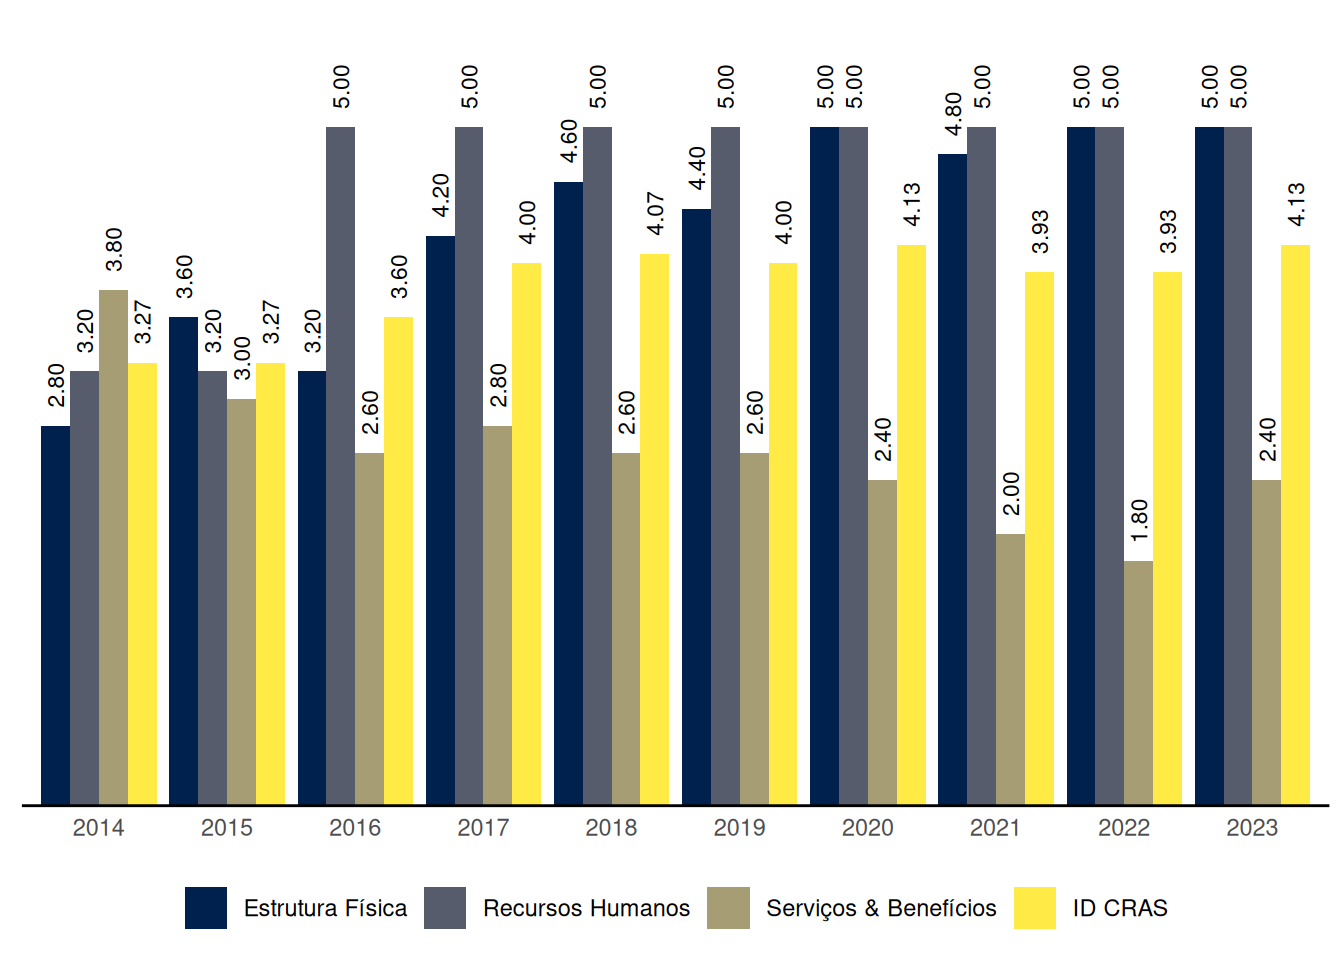 2.80 3.20 3.80 3.27 3.60 3.20 3.00 3.27 3.20 5.00 2.60 3.60 4.20 5.00 2.80 4.00 4.60 5.00 2.60 4.07 4.40 5.00 2.60 4.00 5.00 5.00 2.40 4.13 4.80 5.00 2.00 3.93 5.00 5.00 1.80 3.93 5.00 5.00 2.40 4.13
2014 2015 2016 2017 2018 2019 2020 2021 2022 2023
Estrutura Física Recursos Humanos Serviços & Benefícios ID CRAS